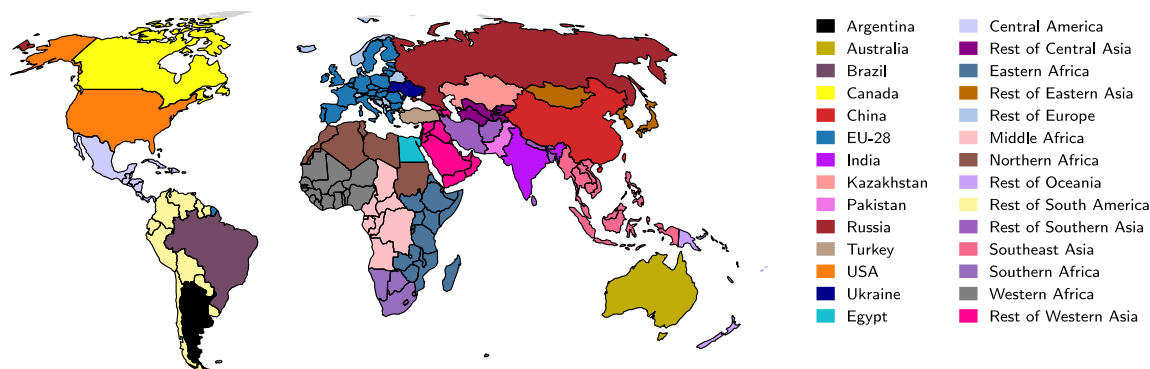 Argentina
Australia
Brazil
Canada
China
EU-28
India
Kazakhstan
Pakistan
Russia
Turkey
USA
Ukraine
Egypt
Central America
Rest of Central Asia
Eastern Africa
Rest of Eastern Asia
Rest of Europe
Middle Africa
Northern Africa
Rest of Oceania
Rest of South America
Rest of Southern Asia
Southeast Asia
Southern Africa
Western Africa
Rest of Western Asia